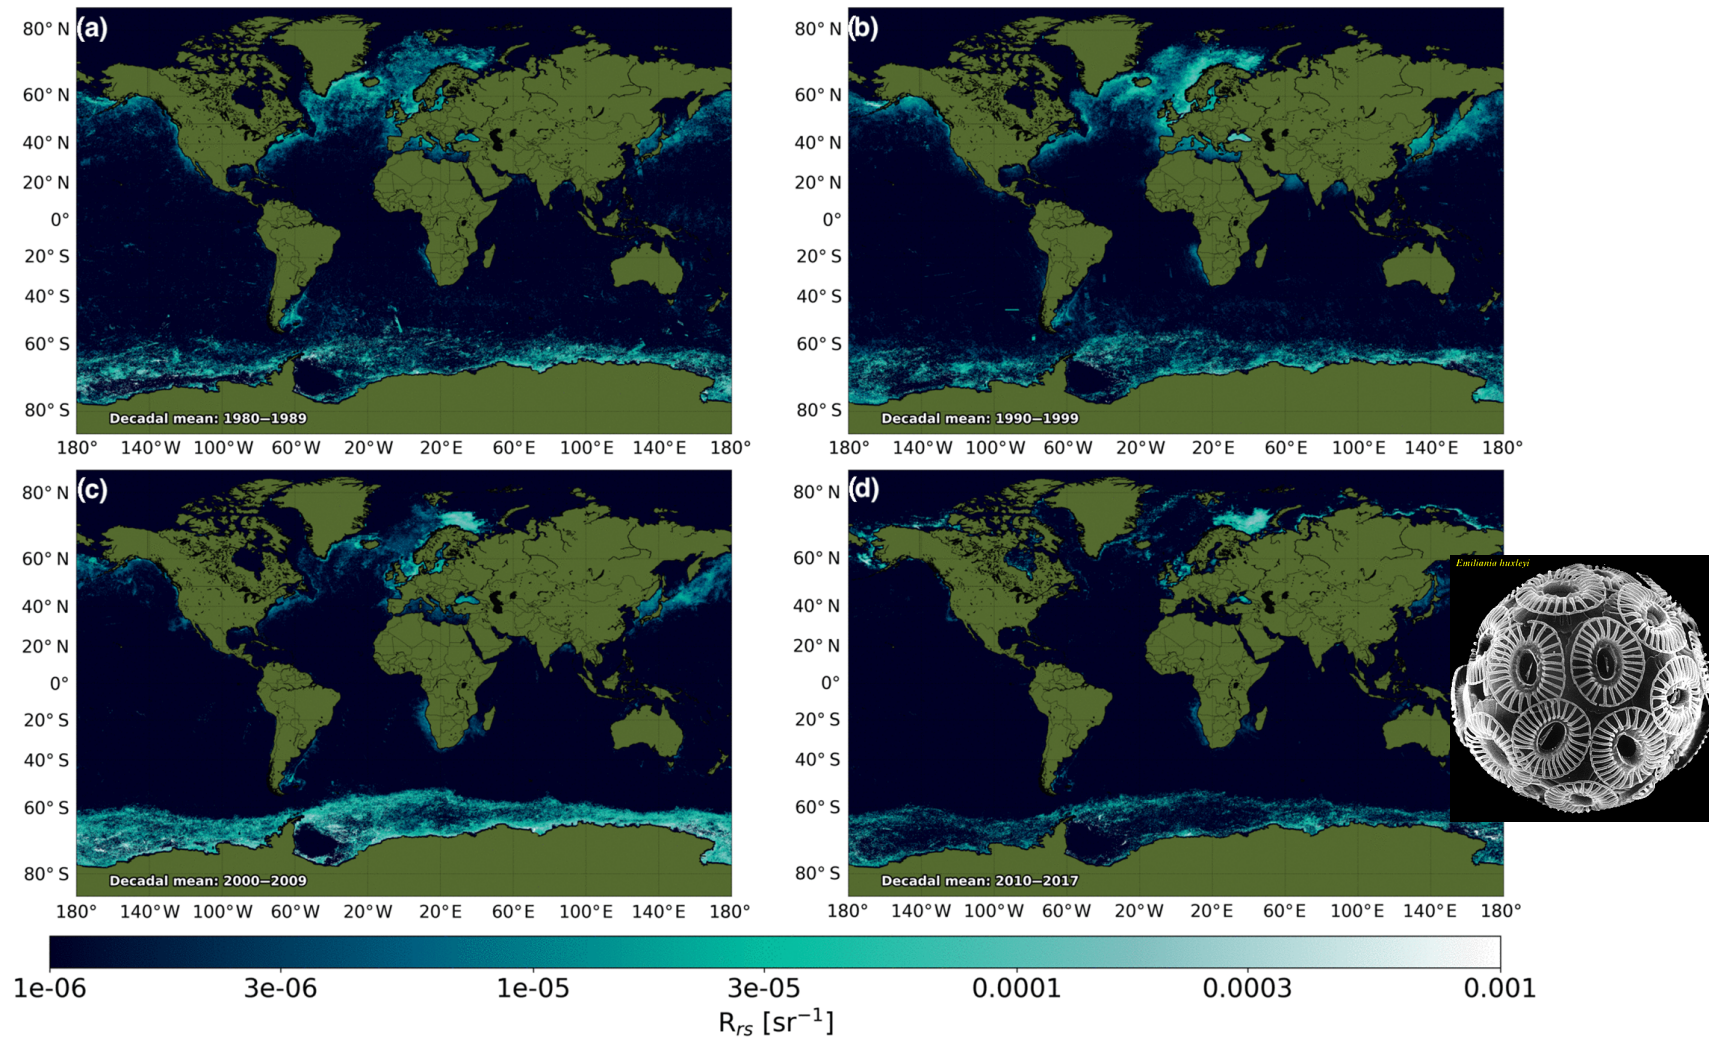 (a)
80° N
60° N
40° N
20° N
0°
20° S
40° S
60° S
80° S
Decadal mean: 1980−1989
180° 140° W 100° W 60° W 20° W 20° E 60° E 100° E 140° E 180°
(b)
80° N
60° N
40° N
20° N
0°
20° S
40° S
60° S
80° S
Decadal mean: 1990−1999
180° 140° W 100° W 60° W 20° W 20° E 60° E 100° E 140° E 180°
(c)
80° N
60° N
40° N
20° N
0°
20° S
40° S
60° S
80° S
Decadal mean: 2000−2009
180° 140° W 100° W 60° W 20° W 20° E 60° E 100° E 140° E 180°
(d)
80° N
60° N
40° N
20° N
0°
20° S
40° S
60° S
80° S
Decadal mean: 2010−2017
180° 140° W 100° W 60° W 20° W 20° E 60° E 100° E 140° E 180°
Emiliania huxleyi
1e-06 3e-06 1e-05 3e-05 0.0001 0.0003 0.001
Rrs [sr−1]